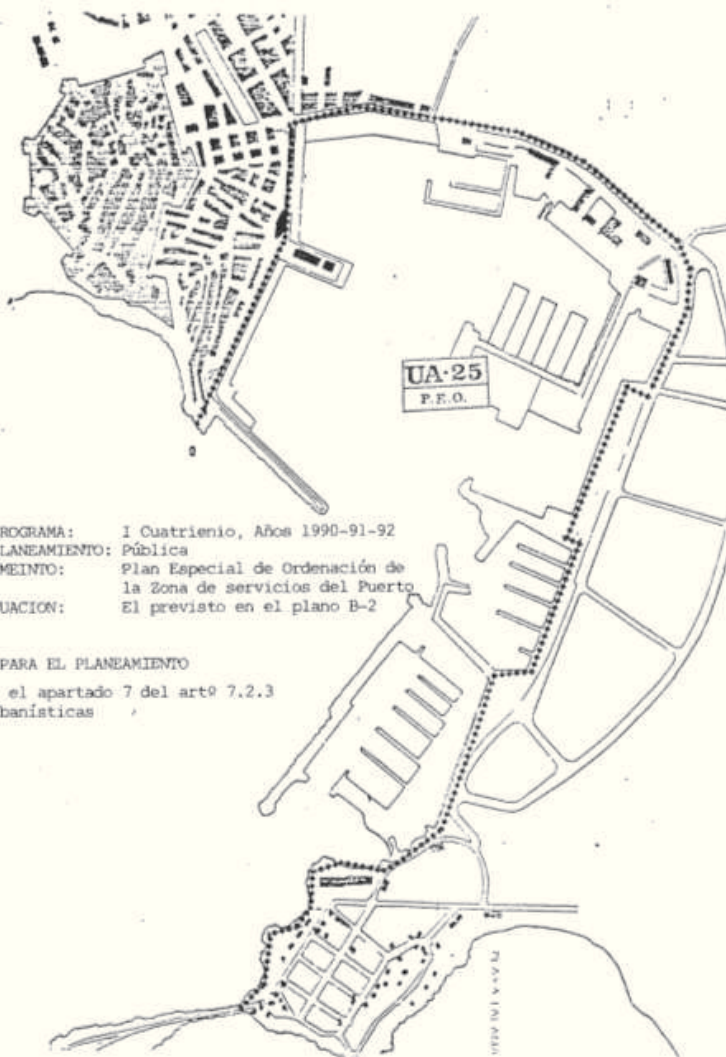 UA·25
P.E.O.
ROGRAMA: I Cuatrienio, Años 1990-91-92
LANEAMIENTO: Pública
MEINTO: Plan Especial de Ordenación de
la Zona de servicios del Puerto
UACION: El previsto en el plano B-2
PARA EL PLANEAMIENTO
el apartado 7 del artº 7.2.3
banísticas